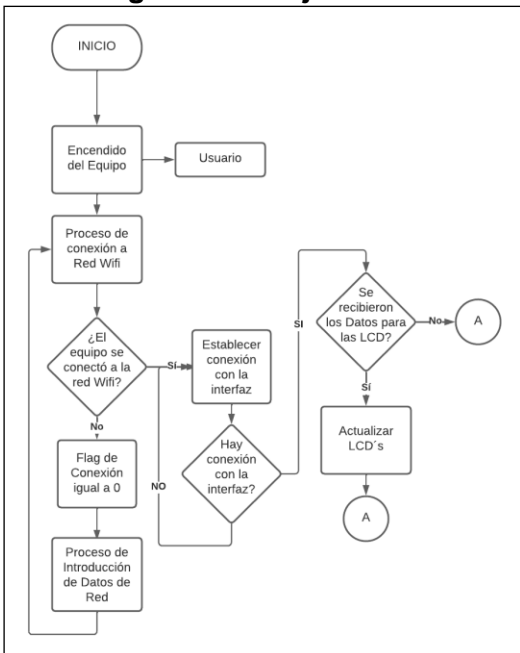 INICIO
Encendido
del Equipo
Usuario
Proceso de
conexión a
Red Wifi
¿El
equipo se
conectó a la
red Wifi?
Sí
No
Flag de
Conexión
igual a 0
Proceso de
Introducción
de Datos de
Red
Establecer
conexión
con la
interfaz
Hay
conexión
con la
interfaz?
NO
SI
Se
recibieron
los Datos para
las LCD?
No
A
Sí
Actualizar
LCD´s
A